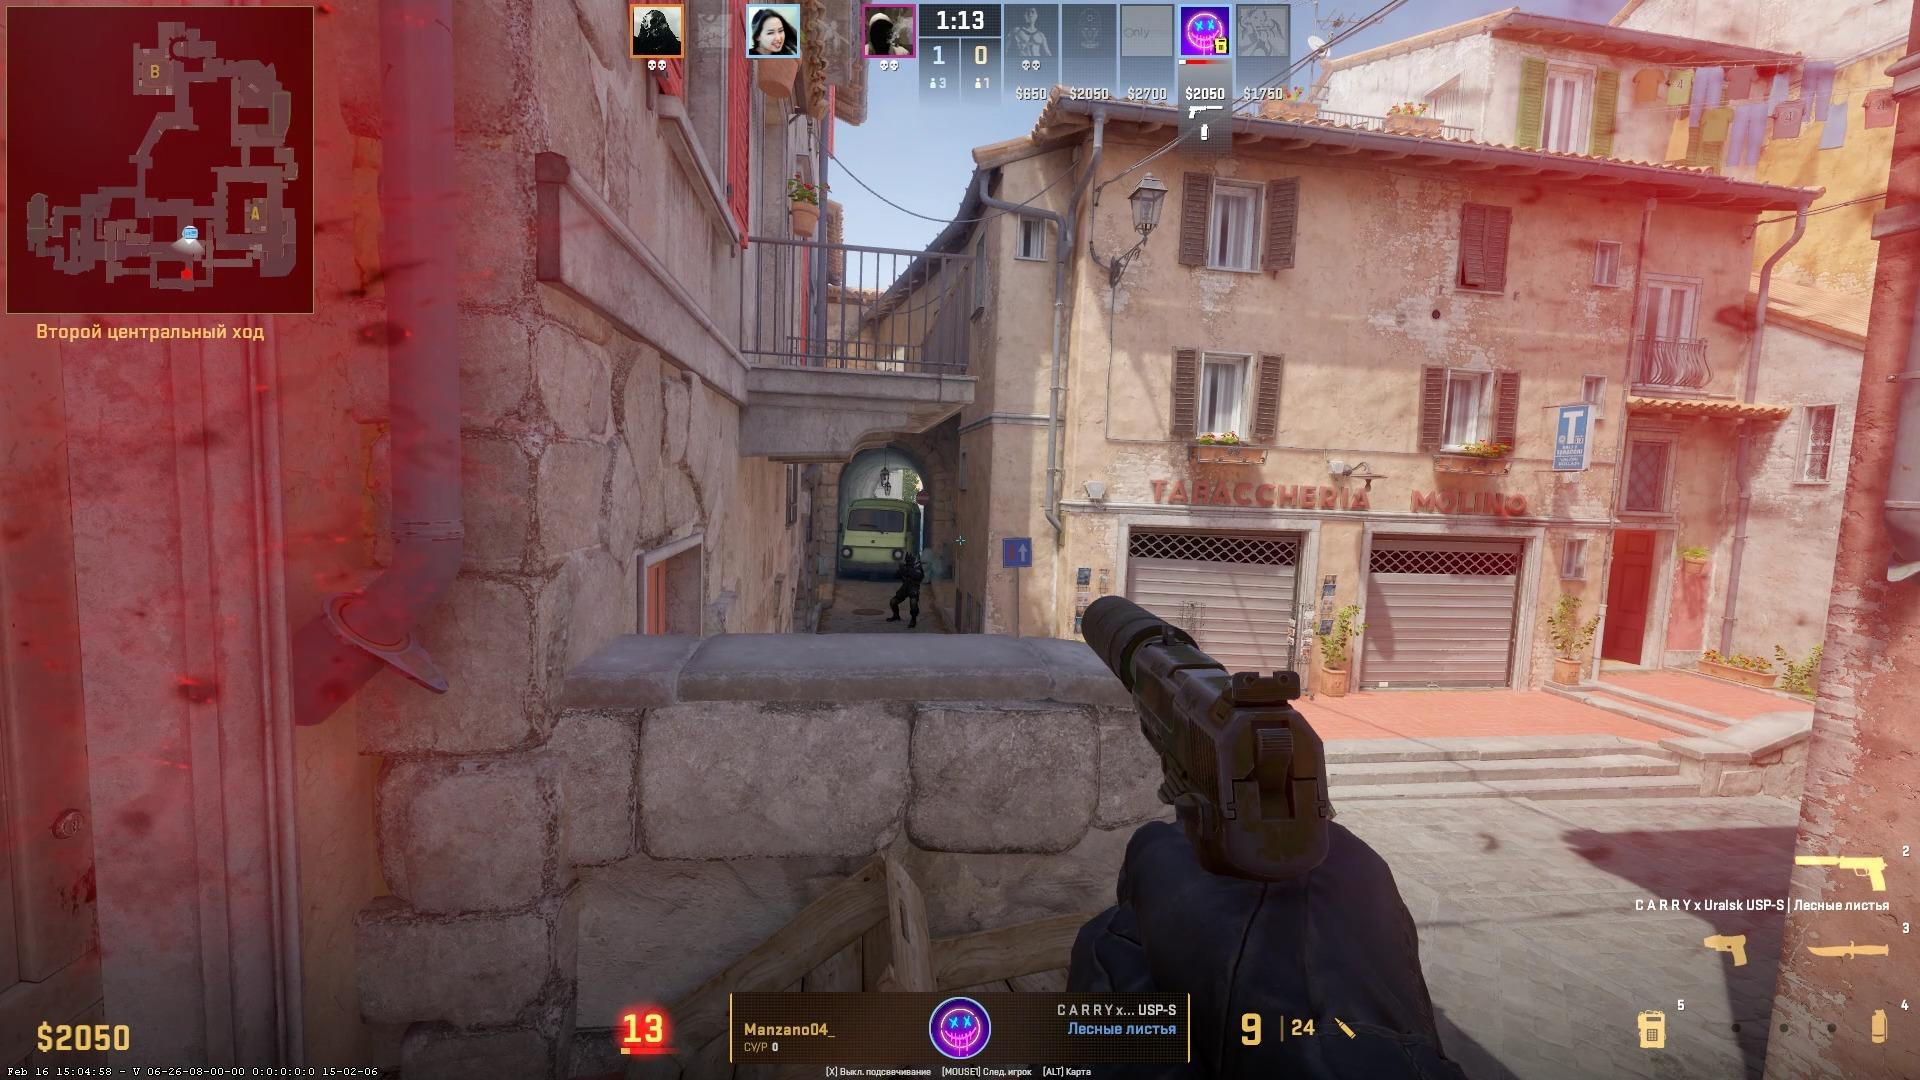 B
A
Второй центральный ход
1:13
1 0
3 1
only
$650 $2050 $2700 $2050 $1750
TABACCHERIA MOLINO
T
C A R R Y x Uralsk USP-S | Лесные листья
2
3
5 4
$2050
13
Manzano04_
СУ/Р 0
C A R R Y x... USP-S
Лесные листья
9 | 24
[X] Выкл. подсвечивание [MOUSE1] След. игрок [ALT] Карта
Feb 16 15:04:58 - V 06-26-08-00-00 0:0:0:0:0 15-02-06